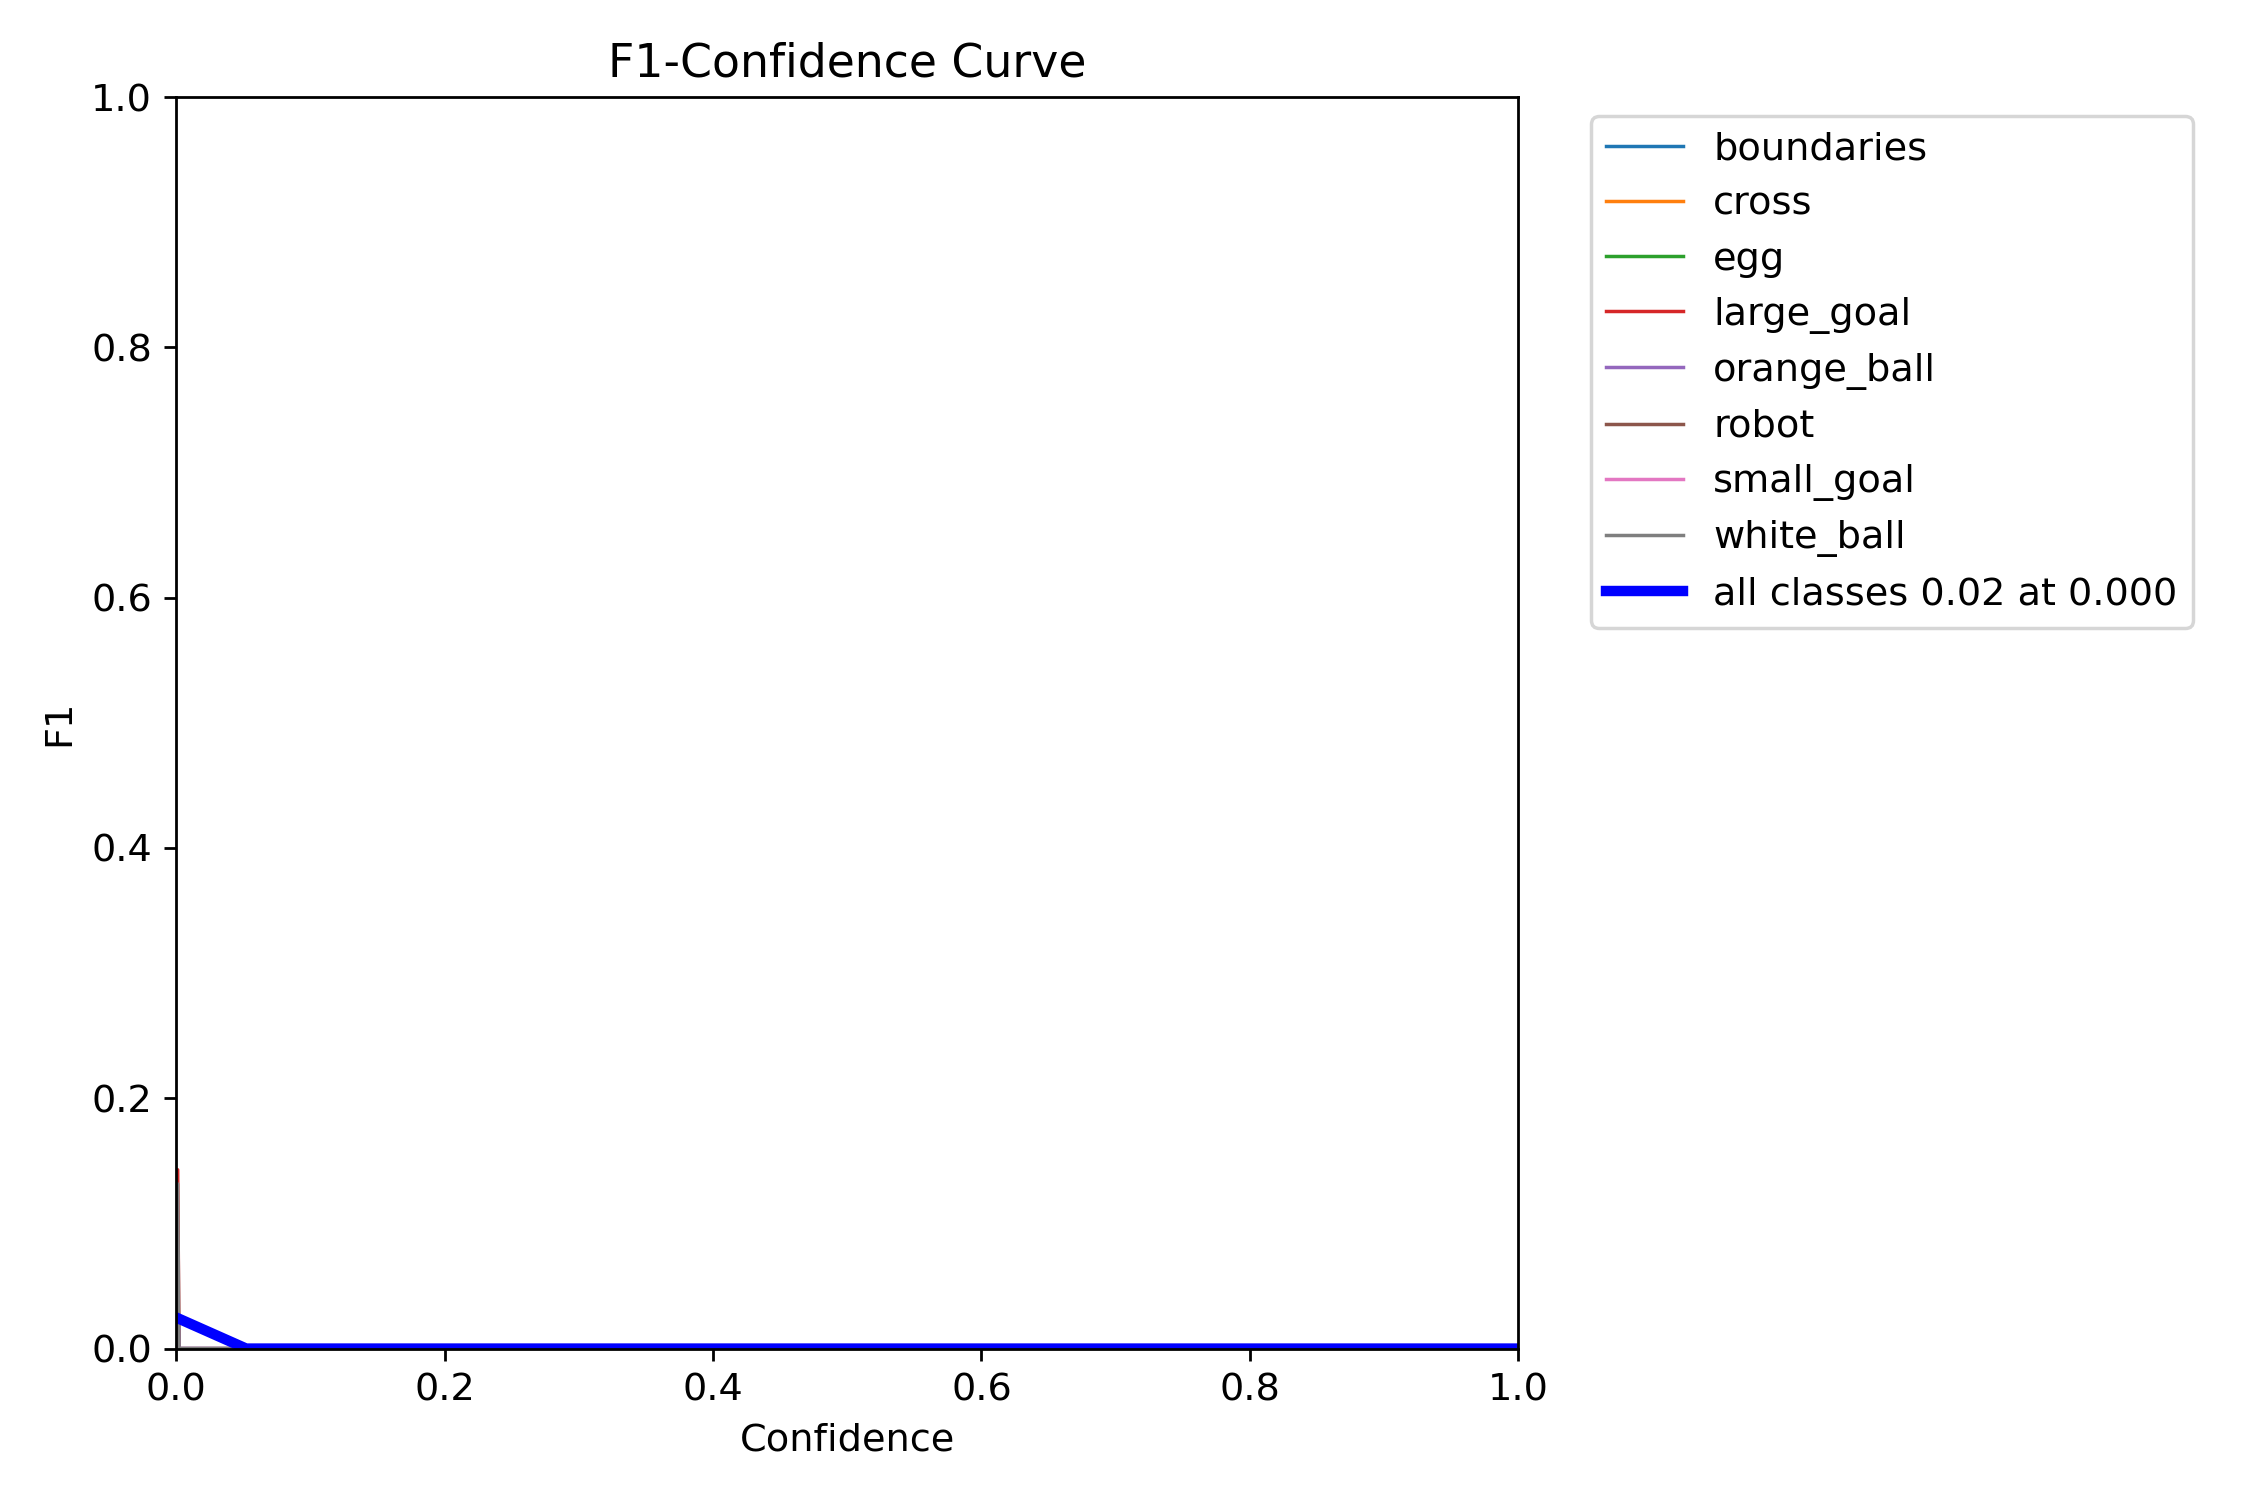 F1-Confidence Curve
1.0
0.8
0.6
0.4
0.2
0.0
F1
0.0 0.2 0.4 0.6 0.8 1.0
Confidence
boundaries
cross
egg
large_goal
orange_ball
robot
small_goal
white_ball
all classes 0.02 at 0.000